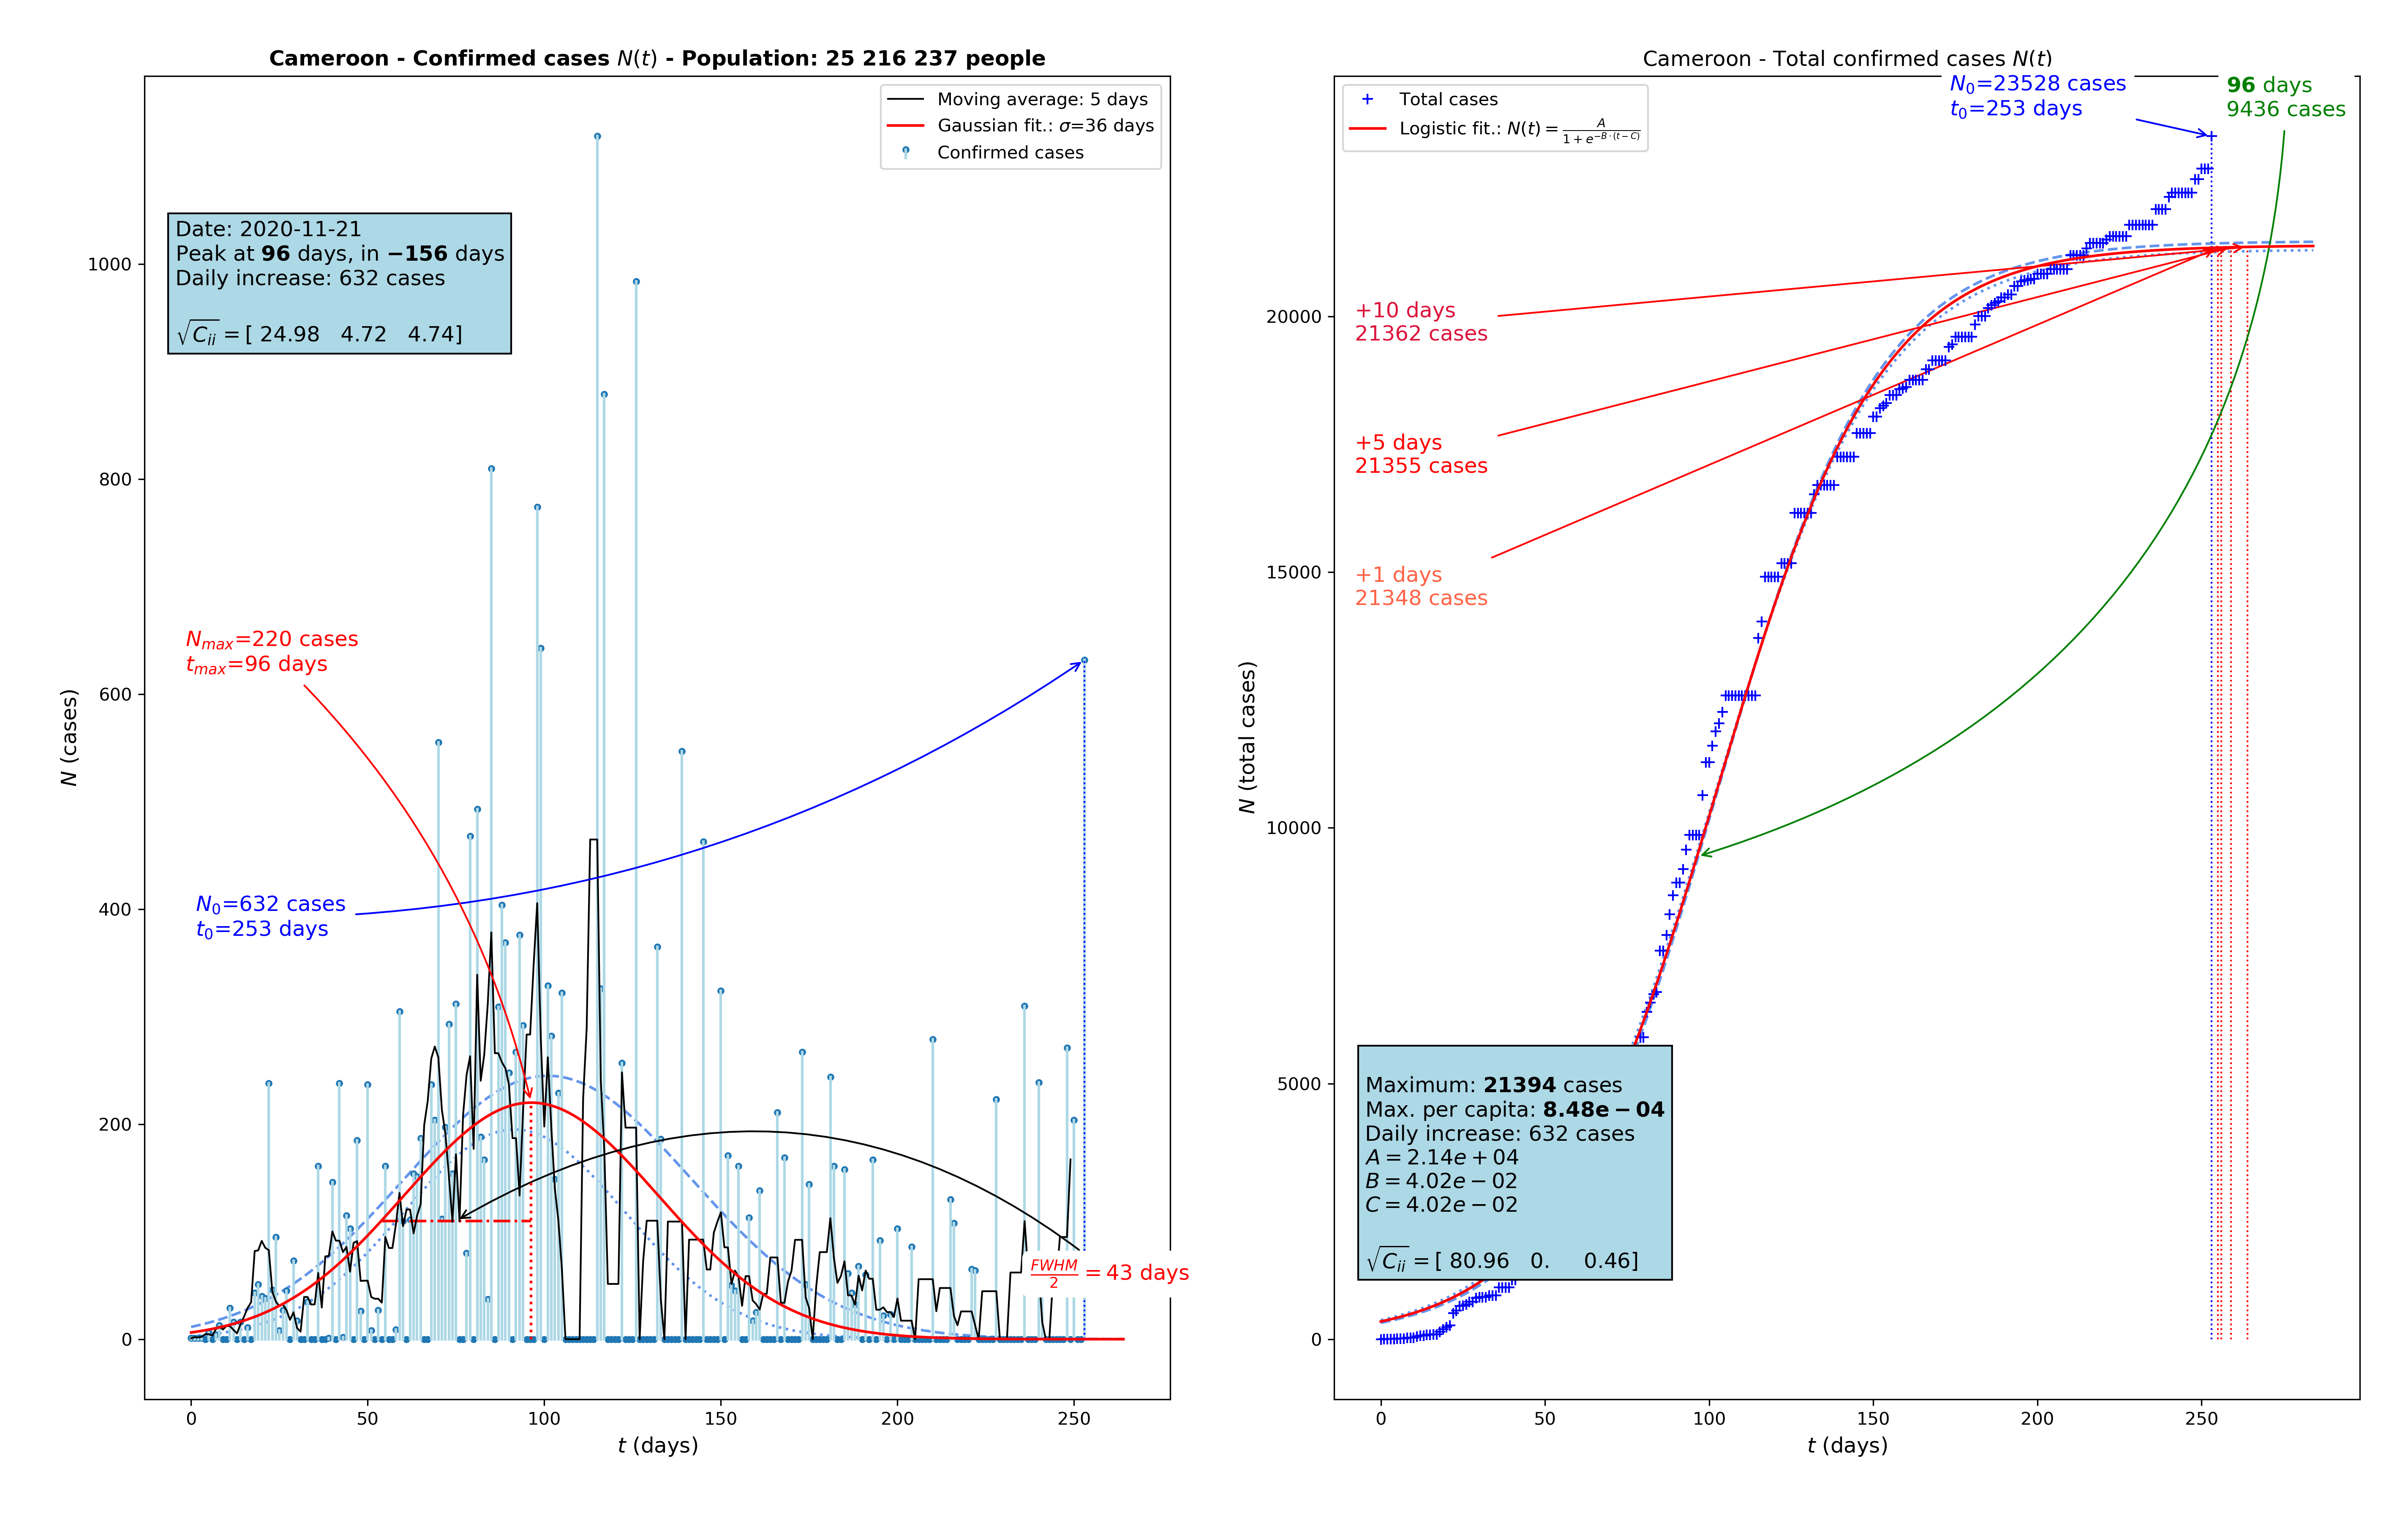 Cameroon - Confirmed cases N(t) - Population: 25 216 237 people
Moving average: 5 days
Gaussian fit.: σ=36 days
Confirmed cases
Date: 2020-11-21
Peak at 96 days, in −156 days
Daily increase: 632 cases
√C_ii = [ 24.98 4.72 4.74]
N_max=220 cases
t_max=96 days
N_0=632 cases
t_0=253 days
FWHM/2 = 43 days
N (cases)
1000
800
600
400
200
0
0 50 100 150 200 250
t (days)
Cameroon - Total confirmed cases N(t)
Total cases
Logistic fit.: N(t) = A/(1 + e^{−B·(t−C)})
N_0=23528 cases
t_0=253 days
96 days
9436 cases
+10 days
21362 cases
+5 days
21355 cases
+1 days
21348 cases
Maximum: 21394 cases
Max. per capita: 8.48e − 04
Daily increase: 632 cases
A = 2.14e + 04
B = 4.02e − 02
C = 4.02e − 02
√C_ii = [ 80.96 0. 0.46]
N (total cases)
20000
15000
10000
5000
0
0 50 100 150 200 250
t (days)